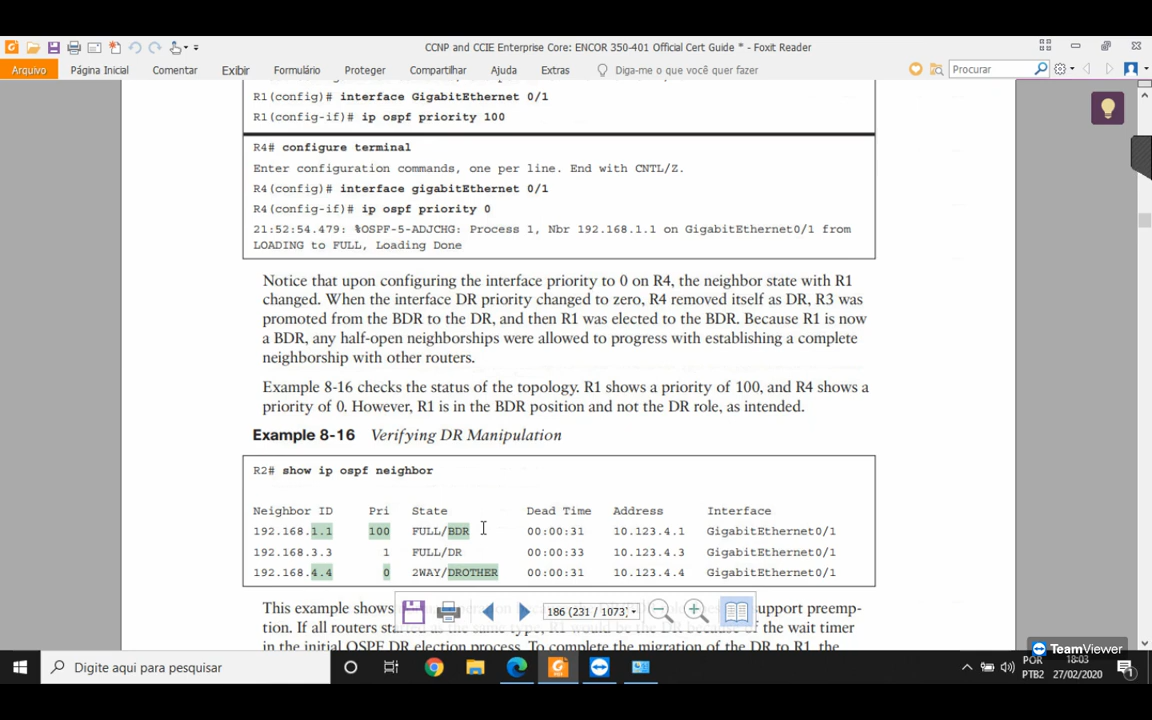 CCNP and CCIE Enterprise Core: ENCOR 350-401 Official Cert Guide * - Foxit Reader
Arquivo Página Inicial Comentar Exibir Formulário Proteger Compartilhar Ajuda Extras Diga-me o que você quer fazer Procurar
R1(config)# interface GigabitEthernet 0/1
R1(config-if)# ip ospf priority 100
R4# configure terminal
Enter configuration commands, one per line. End with CNTL/Z.
R4(config)# interface gigabitEthernet 0/1
R4(config-if)# ip ospf priority 0
21:52:54.479: %OSPF-5-ADJCHG: Process 1, Nbr 192.168.1.1 on GigabitEthernet0/1 from
LOADING to FULL, Loading Done
Notice that upon configuring the interface priority to 0 on R4, the neighbor state with R1
changed. When the interface DR priority changed to zero, R4 removed itself as DR, R3 was
promoted from the BDR to the DR, and then R1 was elected to the BDR. Because R1 is now
a BDR, any half-open neighborships were allowed to progress with establishing a complete
neighborship with other routers.
Example 8-16 checks the status of the topology. R1 shows a priority of 100, and R4 shows a
priority of 0. However, R1 is in the BDR position and not the DR role, as intended.
Example 8-16 Verifying DR Manipulation
R2# show ip ospf neighbor
Neighbor ID Pri State Dead Time Address Interface
192.168.1.1 100 FULL/BDR 00:00:31 10.123.4.1 GigabitEthernet0/1
192.168.3.3 1 FULL/DR 00:00:33 10.123.4.3 GigabitEthernet0/1
192.168.4.4 0 2WAY/DROTHER 00:00:31 10.123.4.4 GigabitEthernet0/1
186 (231 / 1073)
This example shows support preemp-
tion. If all routers started as the same type, R1 would be the DR because of the wait timer
in the initial OSPF DR election process. To complete the migration of the DR to R1, the
TeamViewer
Digite aqui para pesquisar
POR
PTB2
18:03
27/02/2020
1